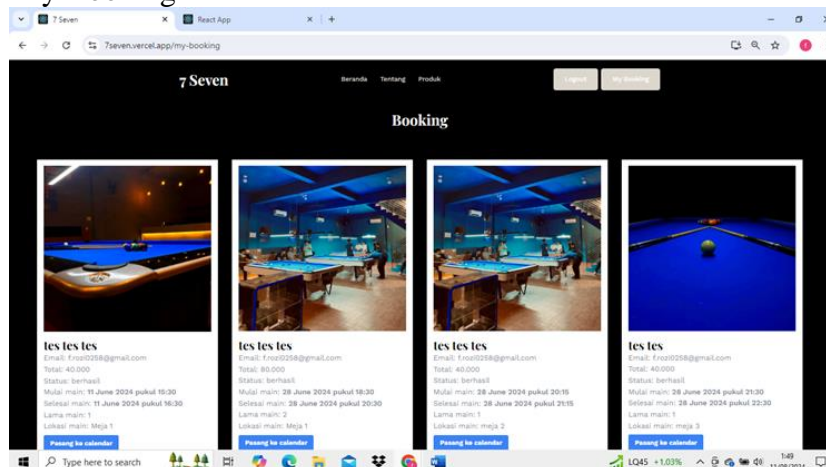 7 Seven
React App
7seven.vercel.app/my-booking
7 Seven
Beranda Tentang Produk
Logout My Booking
Booking
tes tes tes
Email: f.rozi0258@gmail.com
Total: 40.000
Status: berhasil
Mulai main: 11 June 2024 pukul 15:30
Selesai main: 11 June 2024 pukul 16:30
Lama main: 1
Lokasi main: Meja 1
Pasang ke calendar
tes tes tes
Email: f.rozi0258@gmail.com
Total: 80.000
Status: berhasil
Mulai main: 28 June 2024 pukul 18:30
Selesai main: 28 June 2024 pukul 20:30
Lama main: 2
Lokasi main: Meja 1
Pasang ke calendar
tes tes tes
Email: f.rozi0258@gmail.com
Total: 40.000
Status: berhasil
Mulai main: 28 June 2024 pukul 20:15
Selesai main: 28 June 2024 pukul 21:15
Lama main: 1
Lokasi main: meja 2
Pasang ke calendar
tes tes tes
Email: f.rozi0258@gmail.com
Total: 40.000
Status: berhasil
Mulai main: 28 June 2024 pukul 21:30
Selesai main: 28 June 2024 pukul 22:30
Lama main: 1
Lokasi main: meja 3
Pasang ke calendar
Type here to search
LQ45 +1,03%
1:49